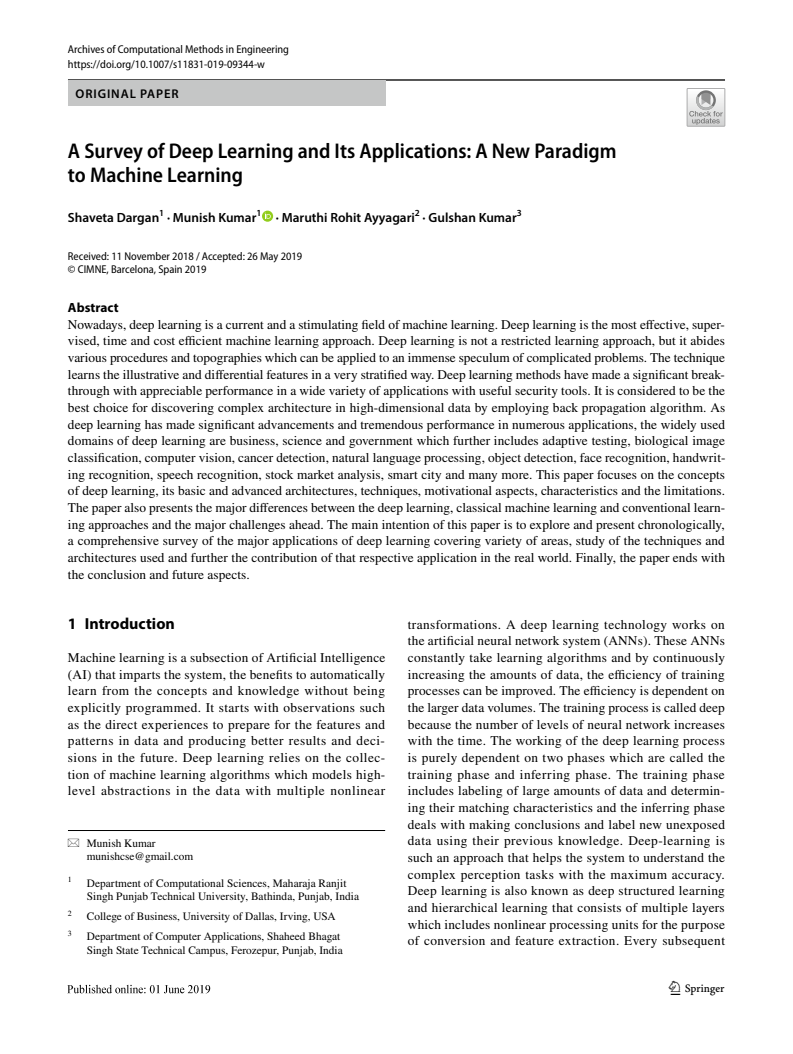 Archives of Computational Methods in Engineering
https://doi.org/10.1007/s11831-019-09344-w
ORIGINAL PAPER
Check for
updates
A Survey of Deep Learning and Its Applications: A New Paradigm
to Machine Learning
Shaveta Dargan1 · Munish Kumar1 iD · Maruthi Rohit Ayyagari2 · Gulshan Kumar3
Received: 11 November 2018 / Accepted: 26 May 2019
© CIMNE, Barcelona, Spain 2019
Abstract
Nowadays, deep learning is a current and a stimulating field of machine learning. Deep learning is the most effective, super-
vised, time and cost efficient machine learning approach. Deep learning is not a restricted learning approach, but it abides
various procedures and topographies which can be applied to an immense speculum of complicated problems. The technique
learns the illustrative and differential features in a very stratified way. Deep learning methods have made a significant break-
through with appreciable performance in a wide variety of applications with useful security tools. It is considered to be the
best choice for discovering complex architecture in high-dimensional data by employing back propagation algorithm. As
deep learning has made significant advancements and tremendous performance in numerous applications, the widely used
domains of deep learning are business, science and government which further includes adaptive testing, biological image
classification, computer vision, cancer detection, natural language processing, object detection, face recognition, handwrit-
ing recognition, speech recognition, stock market analysis, smart city and many more. This paper focuses on the concepts
of deep learning, its basic and advanced architectures, techniques, motivational aspects, characteristics and the limitations.
The paper also presents the major differences between the deep learning, classical machine learning and conventional learn-
ing approaches and the major challenges ahead. The main intention of this paper is to explore and present chronologically,
a comprehensive survey of the major applications of deep learning covering variety of areas, study of the techniques and
architectures used and further the contribution of that respective application in the real world. Finally, the paper ends with
the conclusion and future aspects.
1 Introduction
Machine learning is a subsection of Artificial Intelligence
(AI) that imparts the system, the benefits to automatically
learn from the concepts and knowledge without being
explicitly programmed. It starts with observations such
as the direct experiences to prepare for the features and
patterns in data and producing better results and deci-
sions in the future. Deep learning relies on the collec-
tion of machine learning algorithms which models high-
level abstractions in the data with multiple nonlinear
transformations. A deep learning technology works on
the artificial neural network system (ANNs). These ANNs
constantly take learning algorithms and by continuously
increasing the amounts of data, the efficiency of training
processes can be improved. The efficiency is dependent on
the larger data volumes. The training process is called deep
because the number of levels of neural network increases
with the time. The working of the deep learning process
is purely dependent on two phases which are called the
training phase and inferring phase. The training phase
includes labeling of large amounts of data and determin-
ing their matching characteristics and the inferring phase
deals with making conclusions and label new unexposed
data using their previous knowledge. Deep-learning is
such an approach that helps the system to understand the
complex perception tasks with the maximum accuracy.
Deep learning is also known as deep structured learning
and hierarchical learning that consists of multiple layers
which includes nonlinear processing units for the purpose
of conversion and feature extraction. Every subsequent
Munish Kumar
munishcse@gmail.com
1 Department of Computational Sciences, Maharaja Ranjit
Singh Punjab Technical University, Bathinda, Punjab, India
2 College of Business, University of Dallas, Irving, USA
3 Department of Computer Applications, Shaheed Bhagat
Singh State Technical Campus, Ferozepur, Punjab, India
Published online: 01 June 2019
Springer